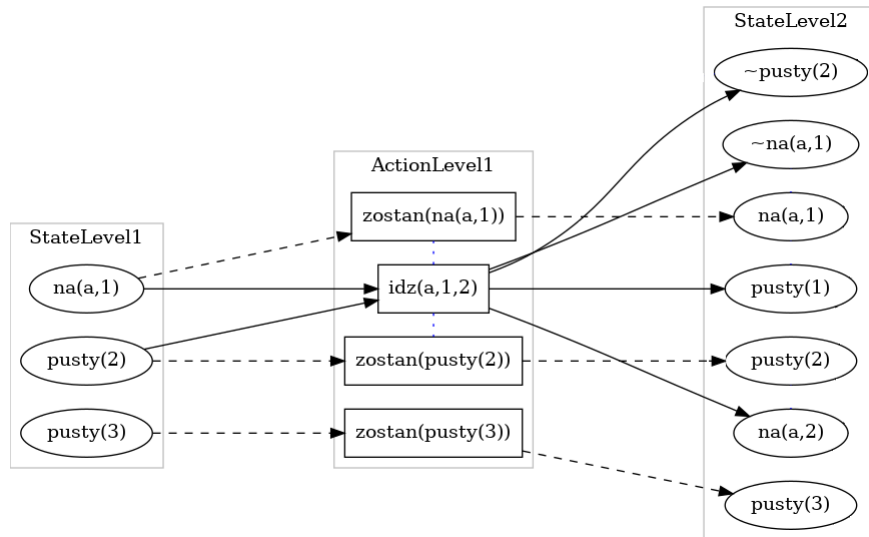 StateLevel1
na(a,1)
pusty(2)
pusty(3)
ActionLevel1
zostan(na(a,1))
idz(a,1,2)
zostan(pusty(2))
zostan(pusty(3))
StateLevel2
~pusty(2)
~na(a,1)
na(a,1)
pusty(1)
pusty(2)
na(a,2)
pusty(3)